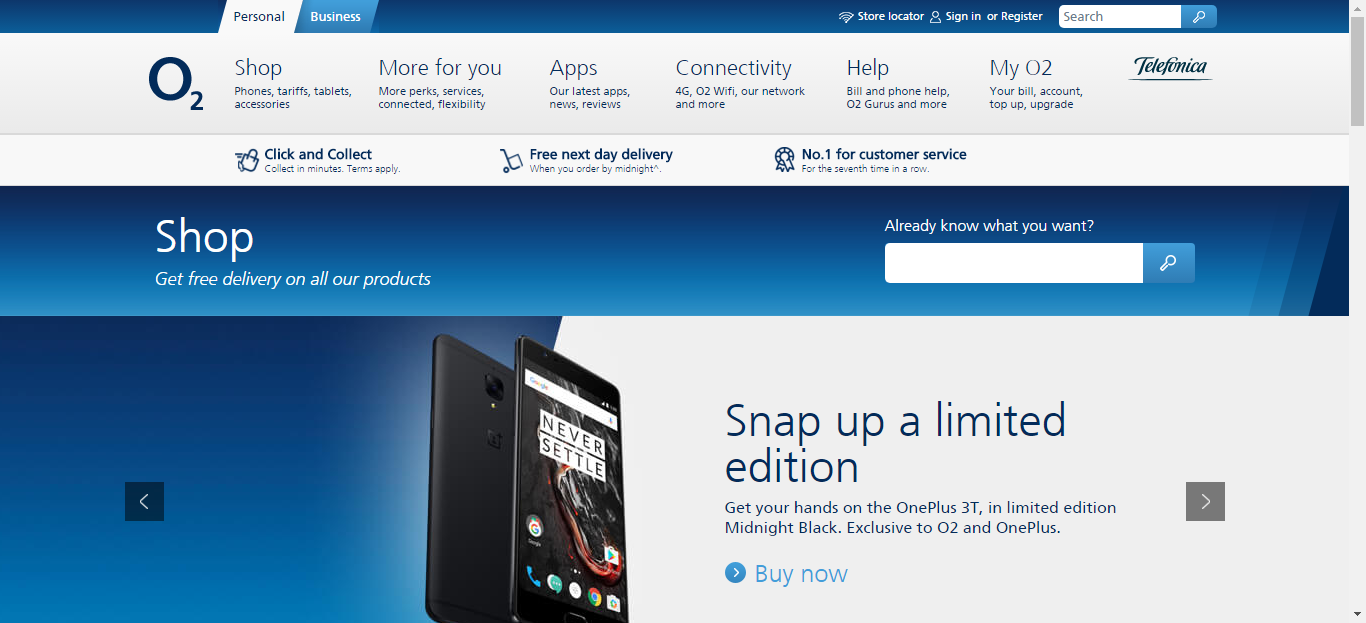 Personal
Business
Store locator
Sign in or Register
Search
O2
Shop
Phones, tariffs, tablets,
accessories
More for you
More perks, services,
connected, flexibility
Apps
Our latest apps,
news, reviews
Connectivity
4G, O2 Wifi, our network
and more
Help
Bill and phone help,
O2 Gurus and more
My O2
Your bill, account,
top up, upgrade
Telefónica
Click and Collect
Collect in minutes. Terms apply.
Free next day delivery
When you order by midnight^.
No.1 for customer service
For the seventh time in a row.
Shop
Get free delivery on all our products
Already know what you want?
Google
NEVER
SETTLE
Google
Snap up a limited
edition
Get your hands on the OnePlus 3T, in limited edition
Midnight Black. Exclusive to O2 and OnePlus.
Buy now